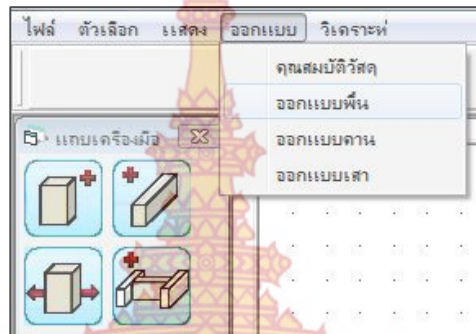 ไฟล์ ตัวเลือก แสดง ออกแบบ วิเคราะห์
คุณสมบัติวัสดุ
ออกแบบพื้น
ออกแบบคาน
ออกแบบเสา
แถบเครื่องมือ